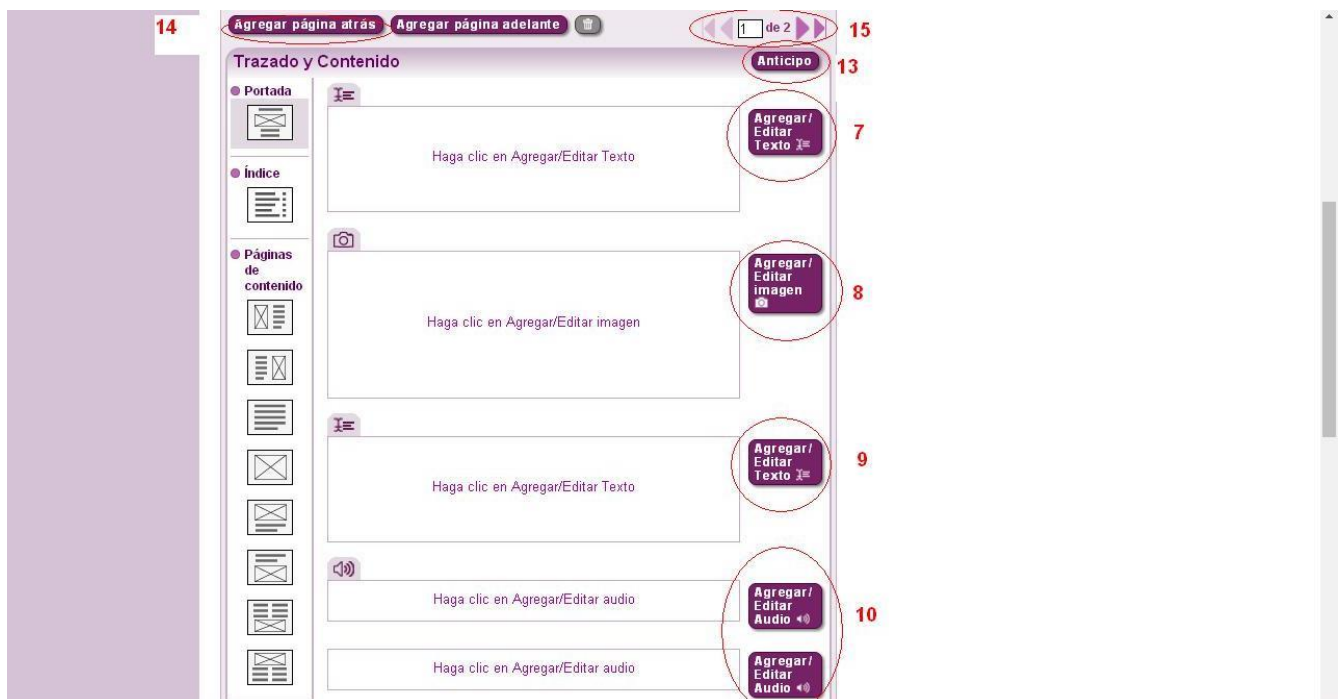 14
Agregar página atrás Agregar página adelante
1 de 2
15
Trazado y Contenido
Anticipo
13
Portada
Agregar/
Editar
Texto
7
Haga clic en Agregar/Editar Texto
Índice
Páginas
de
contenido
Agregar/
Editar
imagen
8
Haga clic en Agregar/Editar imagen
Agregar/
Editar
Texto
9
Haga clic en Agregar/Editar Texto
Haga clic en Agregar/Editar audio
Agregar/
Editar
Audio
10
Haga clic en Agregar/Editar audio
Agregar/
Editar
Audio